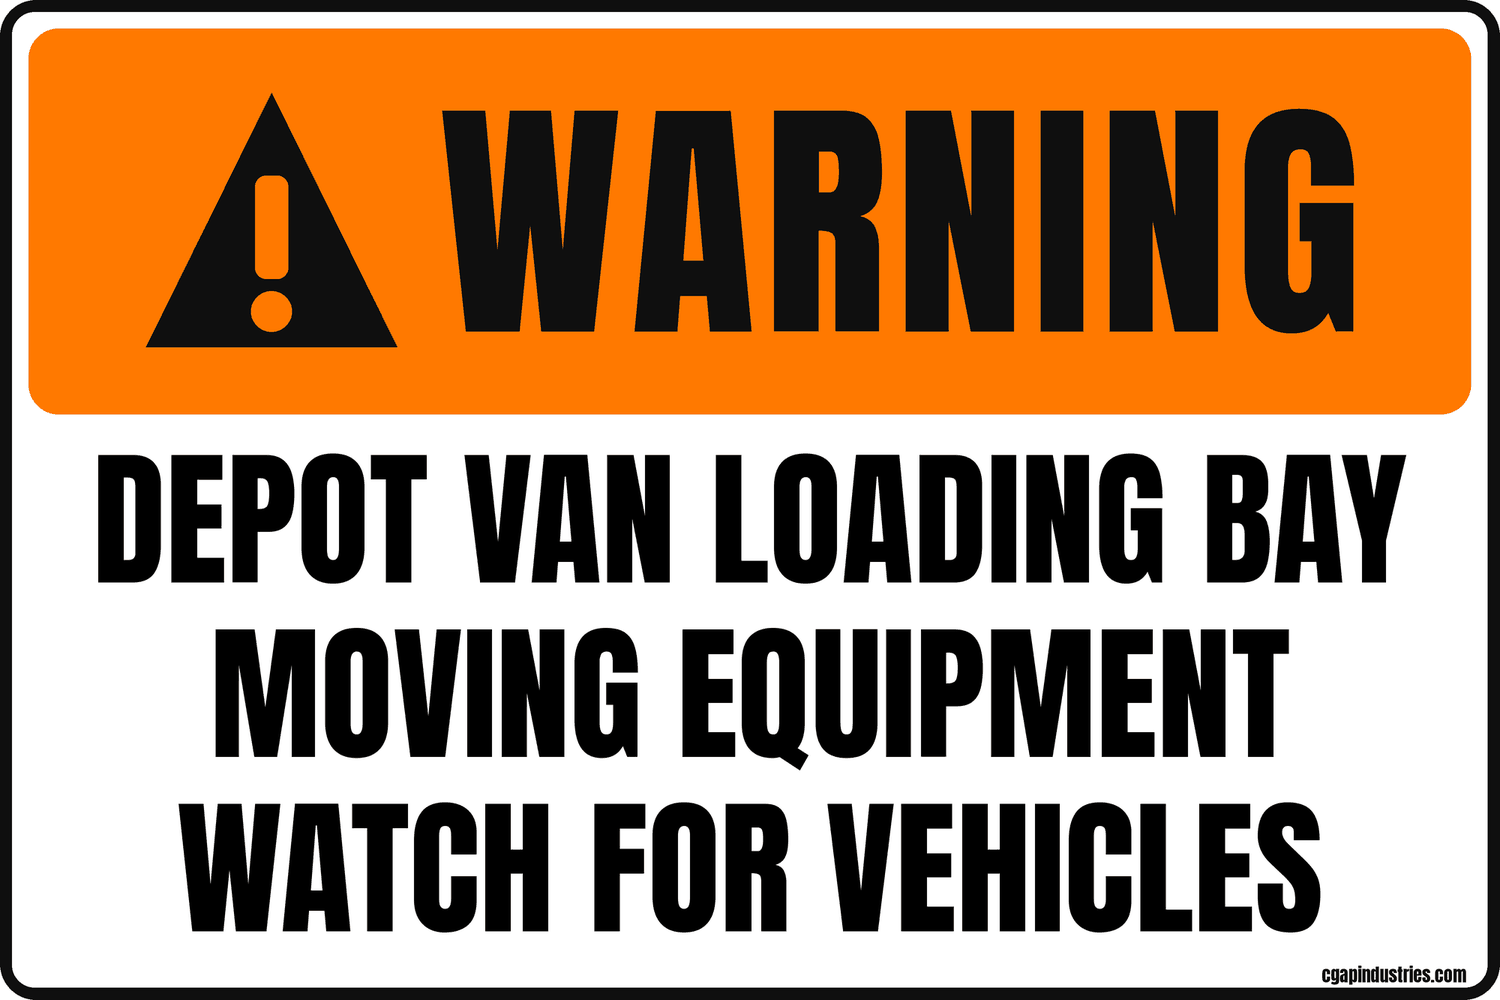 WARNING
DEPOT VAN LOADING BAY
MOVING EQUIPMENT
WATCH FOR VEHICLES
cgapindustries.com